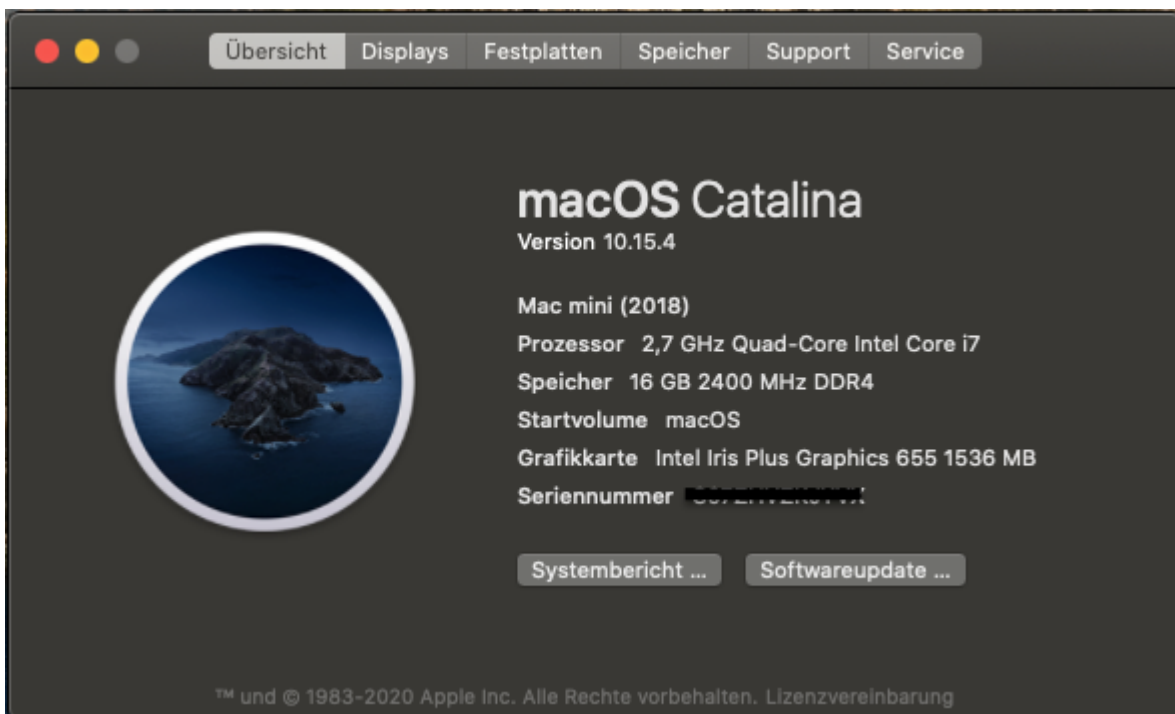 Übersicht Displays Festplatten Speicher Support Service
macOS Catalina
Version 10.15.4
Mac mini (2018)
Prozessor 2,7 GHz Quad-Core Intel Core i7
Speicher 16 GB 2400 MHz DDR4
Startvolume macOS
Grafikkarte Intel Iris Plus Graphics 655 1536 MB
Seriennummer
Systembericht ... Softwareupdate ...
™ und © 1983-2020 Apple Inc. Alle Rechte vorbehalten. Lizenzvereinbarung